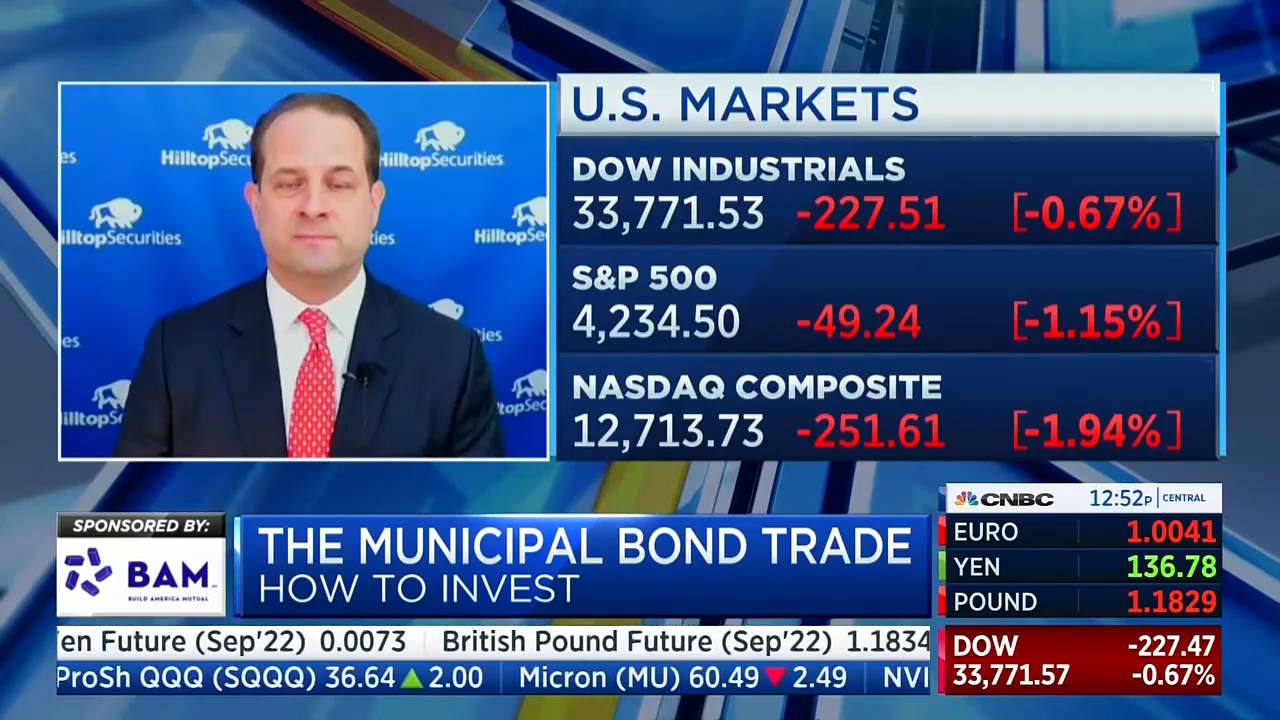 HilltopSecurities
HilltopSecurities
HilltopSecurities
U.S. MARKETS
DOW INDUSTRIALS
33,771.53 -227.51 [-0.67%]
S&P 500
4,234.50 -49.24 [-1.15%]
NASDAQ COMPOSITE
12,713.73 -251.61 [-1.94%]
SPONSORED BY:
BAM
BUILD AMERICA MUTUAL
THE MUNICIPAL BOND TRADE
HOW TO INVEST
CNBC 12:52P CENTRAL
EURO 1.0041
YEN 136.78
POUND 1.1829
DOW -227.47
33,771.57 -0.67%
en Future (Sep'22) 0.0073 British Pound Future (Sep'22) 1.1834
ProSh QQQ (SQQQ) 36.64 ▲ 2.00 Micron (MU) 60.49 ▼ 2.49 NVI